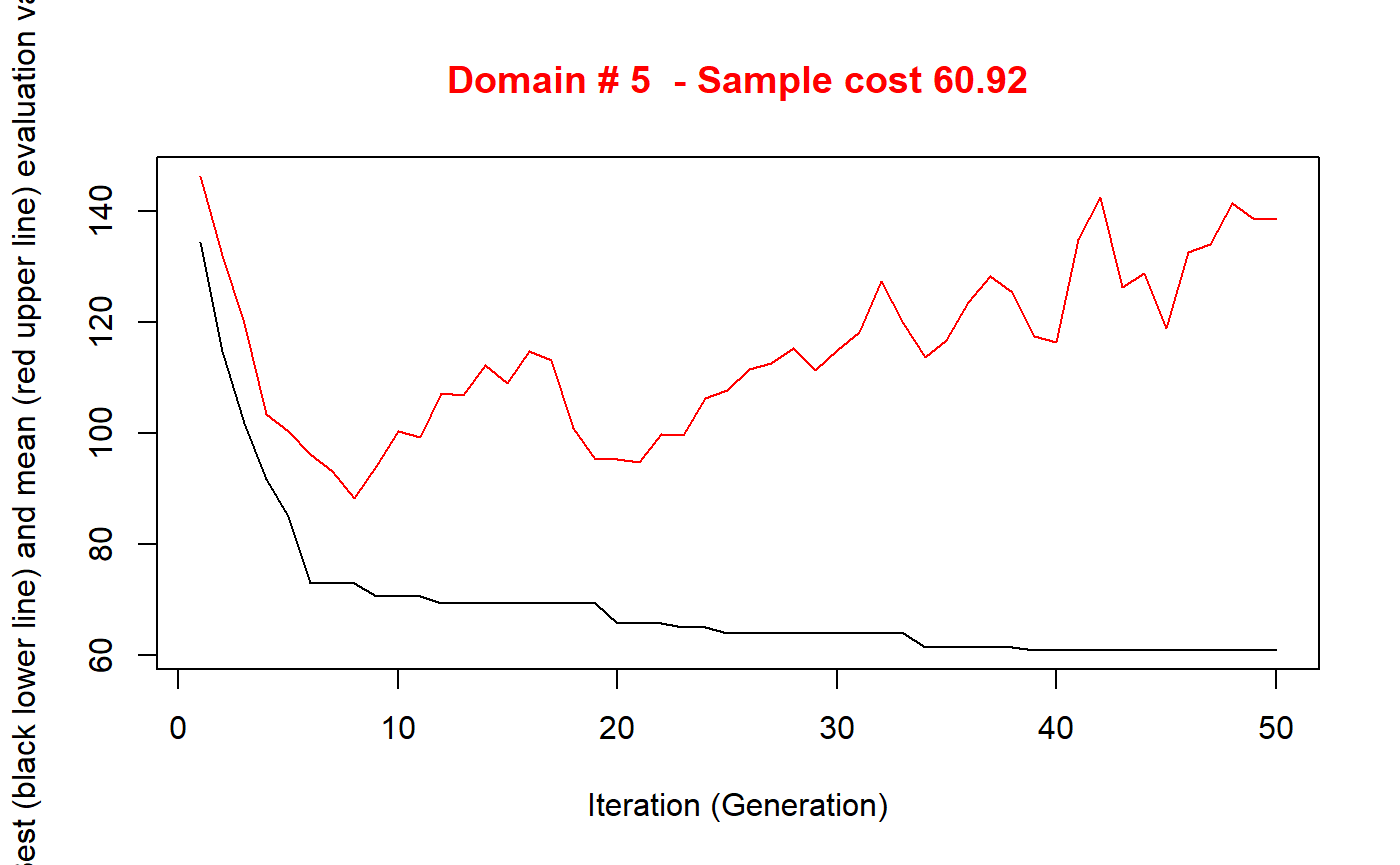 Domain # 5 - Sample cost 60.92
est (black lower line) and mean (red upper line) evaluation
140
120
100
80
60
0 10 20 30 40 50
Iteration (Generation)